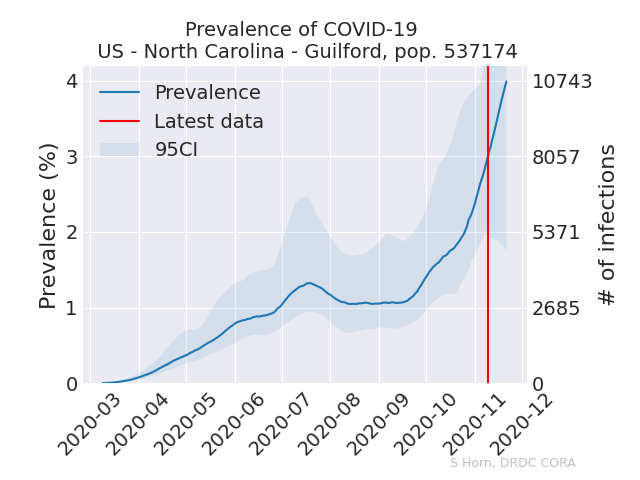 Prevalence of COVID-19
US - North Carolina - Guilford, pop. 537174
Prevalence
Latest data
95CI
Prevalence (%)
4
3
2
1
0
10743
8057
5371
2685
0
# of infections
2020-03
2020-04
2020-05
2020-06
2020-07
2020-08
2020-09
2020-10
2020-11
2020-12
S Horn, DRDC CORA